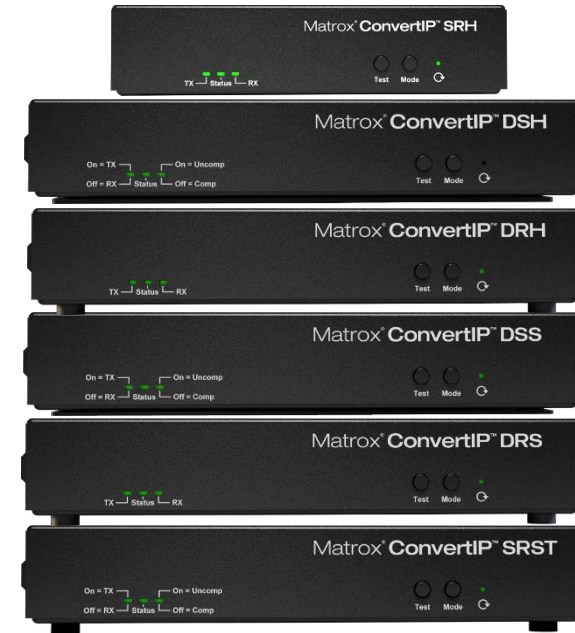 Matrox® ConvertIP™ SRH
TX Status RX Test Mode
Matrox® ConvertIP™ DSH
On = TX On = Uncomp
Off = RX Status Off = Comp Test Mode
Matrox® ConvertIP™ DRH
TX Status RX Test Mode
Matrox® ConvertIP™ DSS
On = TX On = Uncomp
Off = RX Status Off = Comp Test Mode
Matrox® ConvertIP™ DRS
TX Status RX Test Mode
Matrox® ConvertIP™ SRST
On = TX On = Uncomp
Off = RX Status Off = Comp Test Mode